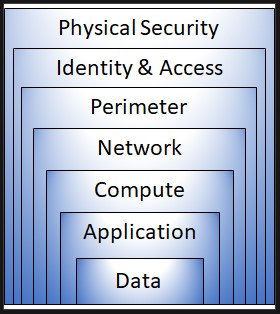 Physical Security
Identity & Access
Perimeter
Network
Compute
Application
Data